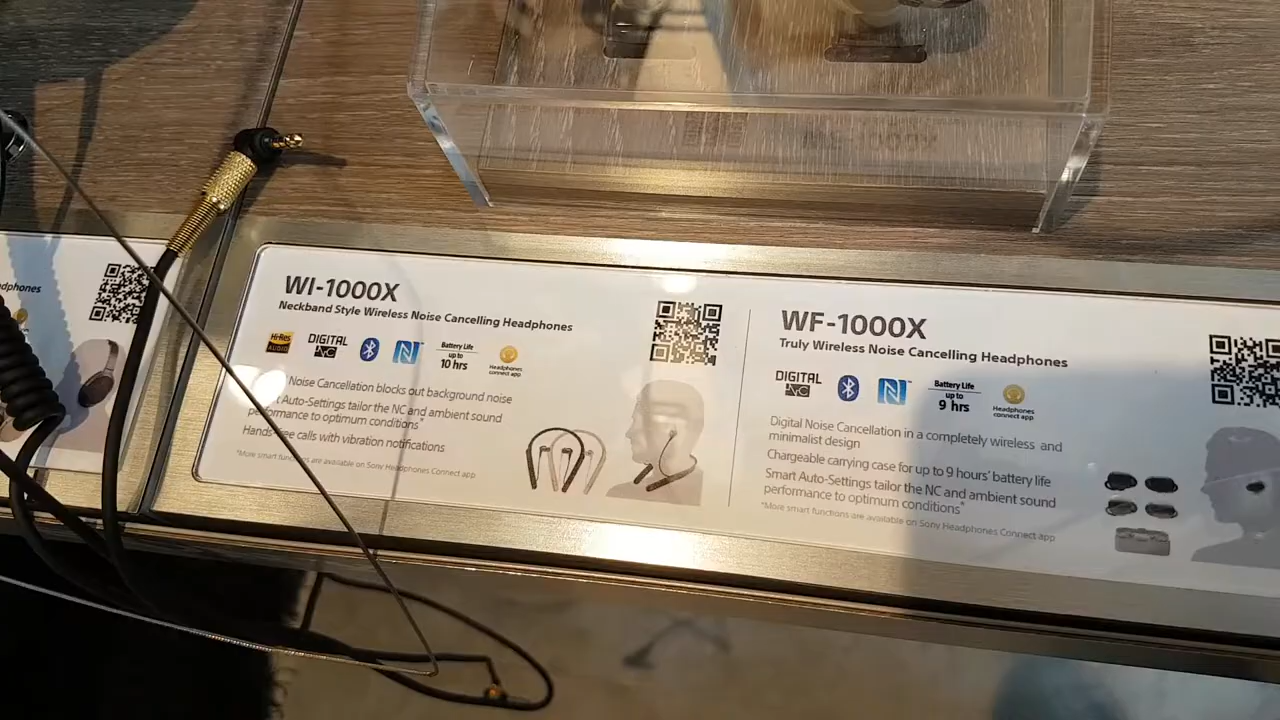 adphones
WI-1000X
Neckband Style Wireless Noise Cancelling Headphones
Hi-Res
AUDIO
DIGITAL
NC
N
Battery Life
up to
10 hrs
Headphones
connect app
Noise Cancellation blocks out background noise
Auto-Settings tailor the NC and ambient sound
performance to optimum conditions*
Hands-free calls with vibration notifications
*More smart functions are available on Sony Headphones Connect app
WF-1000X
Truly Wireless Noise Cancelling Headphones
DIGITAL
NC
N
Battery Life
up to
9 hrs
Headphones
connect app
Digital Noise Cancellation in a completely wireless and
minimalist design
Chargeable carrying case for up to 9 hours' battery life
Smart Auto-Settings tailor the NC and ambient sound
performance to optimum conditions*
*More smart functions are available on Sony Headphones Connect app